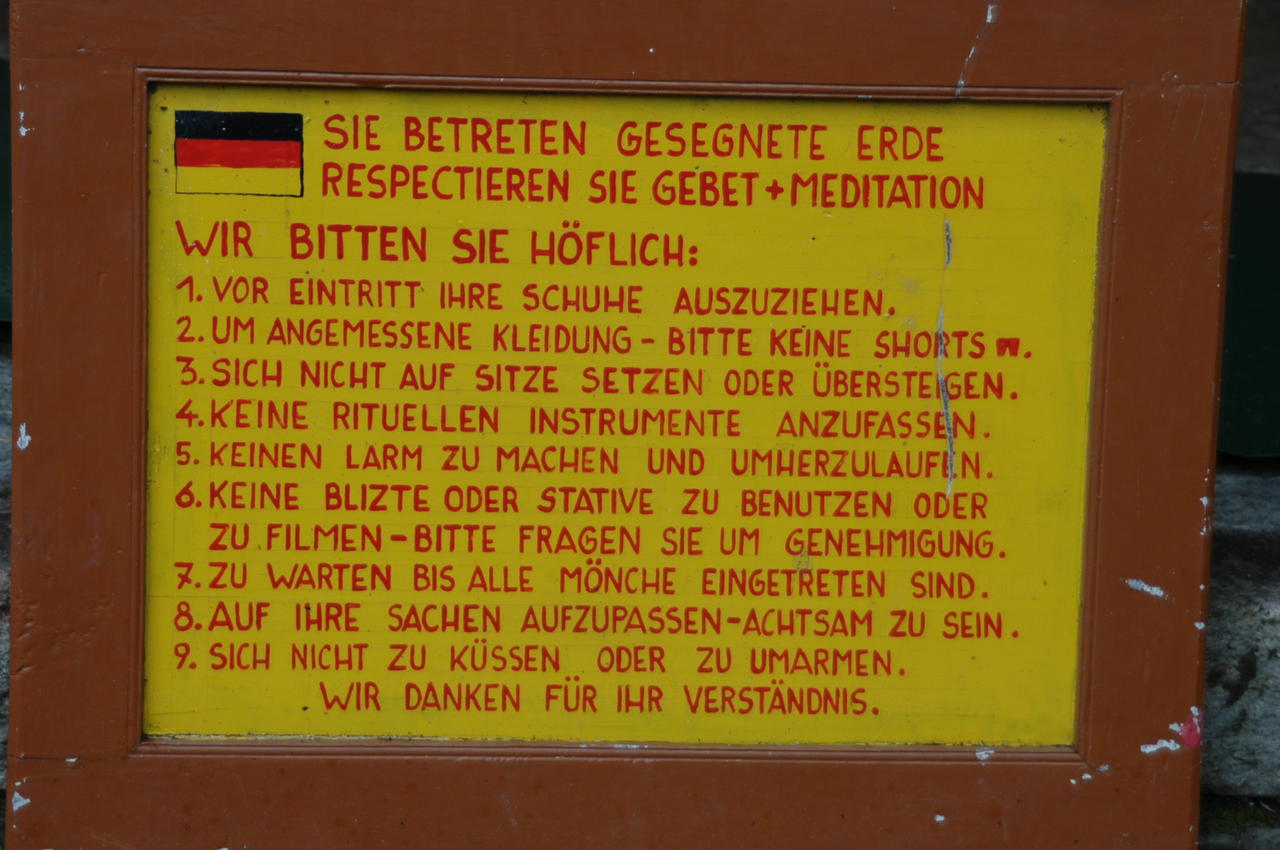 SIE BETRETEN GESEGNETE ERDE
RESPECTIEREN SIE GEBET + MEDITATION
WIR BITTEN SIE HÖFLICH:
1. VOR EINTRITT IHRE SCHUHE AUSZUZIEHEN.
2. UM ANGEMESSENE KLEIDUNG - BITTE KEINE SHORTS .
3. SICH NICHT AUF SITZE SETZEN ODER ÜBERSTEIGEN.
4. KEINE RITUELLEN INSTRUMENTE ANZUFASSEN.
5. KEINEN LARM ZU MACHEN UND UMHERZULAUFEN.
6. KEINE BLIZTE ODER STATIVE ZU BENUTZEN ODER
ZU FILMEN - BITTE FRAGEN SIE UM GENEHMIGUNG.
7. ZU WARTEN BIS ALLE MÖNCHE EINGETRETEN SIND.
8. AUF IHRE SACHEN AUFZUPASSEN - ACHTSAM ZU SEIN.
9. SICH NICHT ZU KÜSSEN ODER ZU UMARMEN.
WIR DANKEN FÜR IHR VERSTÄNDNIS.